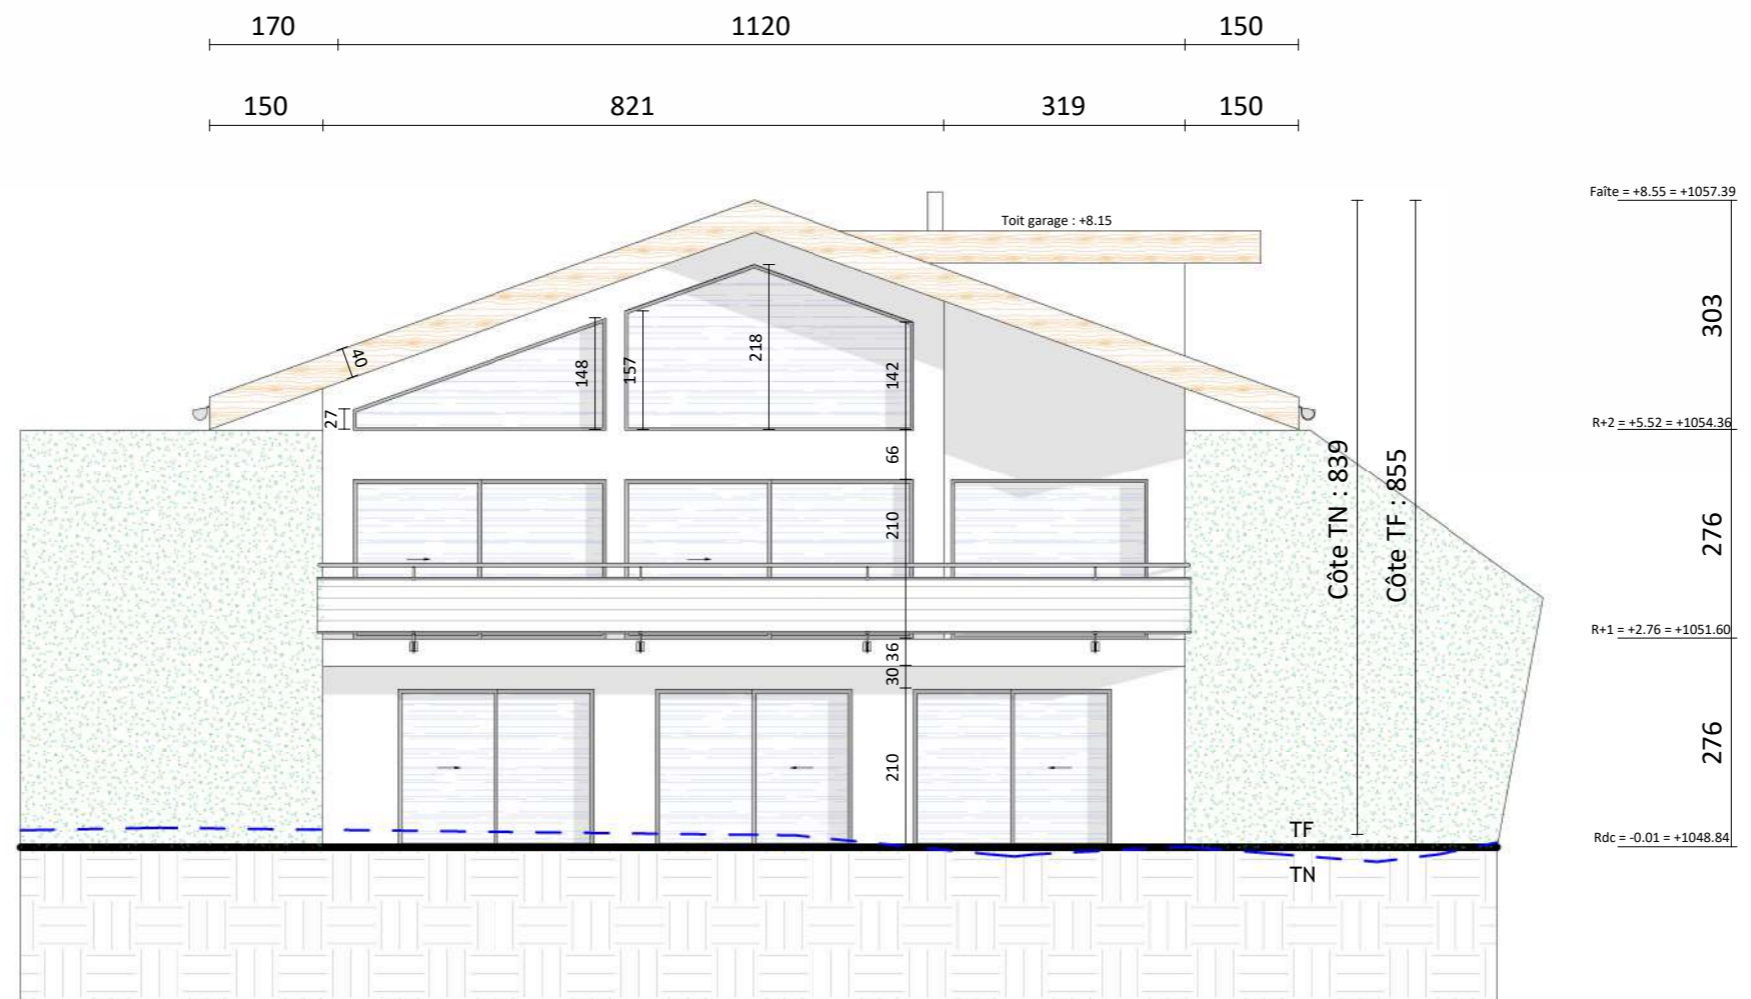 170 1120 150
150 821 319 150
Faîte = +8.55 = +1057.39
Toit garage : +8.15
303
40
148
157
218
142
27
R+2 = +5.52 = +1054.36
66
Côte TN : 839
Côte TF : 855
210
276
R+1 = +2.76 = +1051.60
36
30
210
276
TF
Rdc = -0.01 = +1048.84
TN